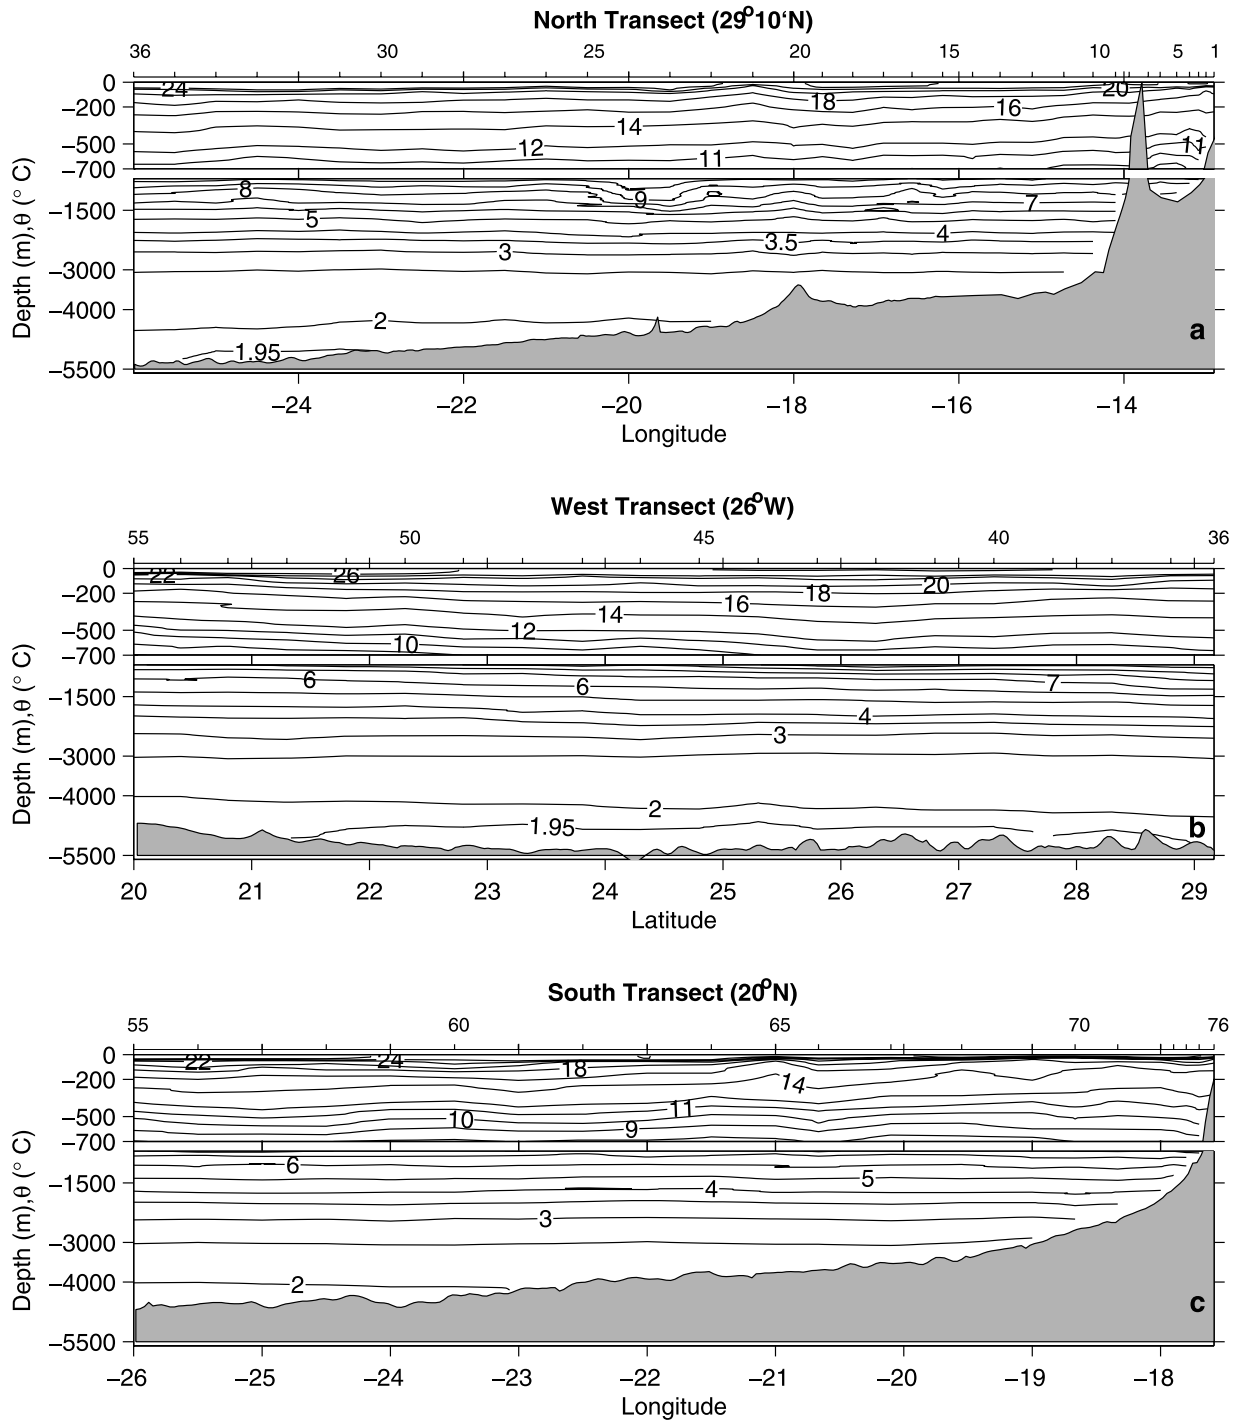 North Transect (29°10‘N)
36 30 25 20 15 10 5 1
0
24 20
−200 18 16
14
−500 12 11 11
−700
8 9 7
−1500 5
4
3 3.5
−3000
−4000 2
1.95
−5500
a
Depth (m),θ (° C)
−24 −22 −20 −18 −16 −14
Longitude
West Transect (26°W)
55 50 45 40 36
0
22 26 20
−200 18
16
14
−500 12
10
−700
6 6 7
−1500
4
3
−3000
−4000 2
1.95
−5500
b
Depth (m),θ (° C)
20 21 22 23 24 25 26 27 28 29
Latitude
South Transect (20°N)
55 60 65 70 76
0
22 24 18
−200 14
11
−500 10
9
−700
6 5
−1500 4
3
−3000
−4000 2
−5500
c
Depth (m),θ (° C)
−26 −25 −24 −23 −22 −21 −20 −19 −18
Longitude